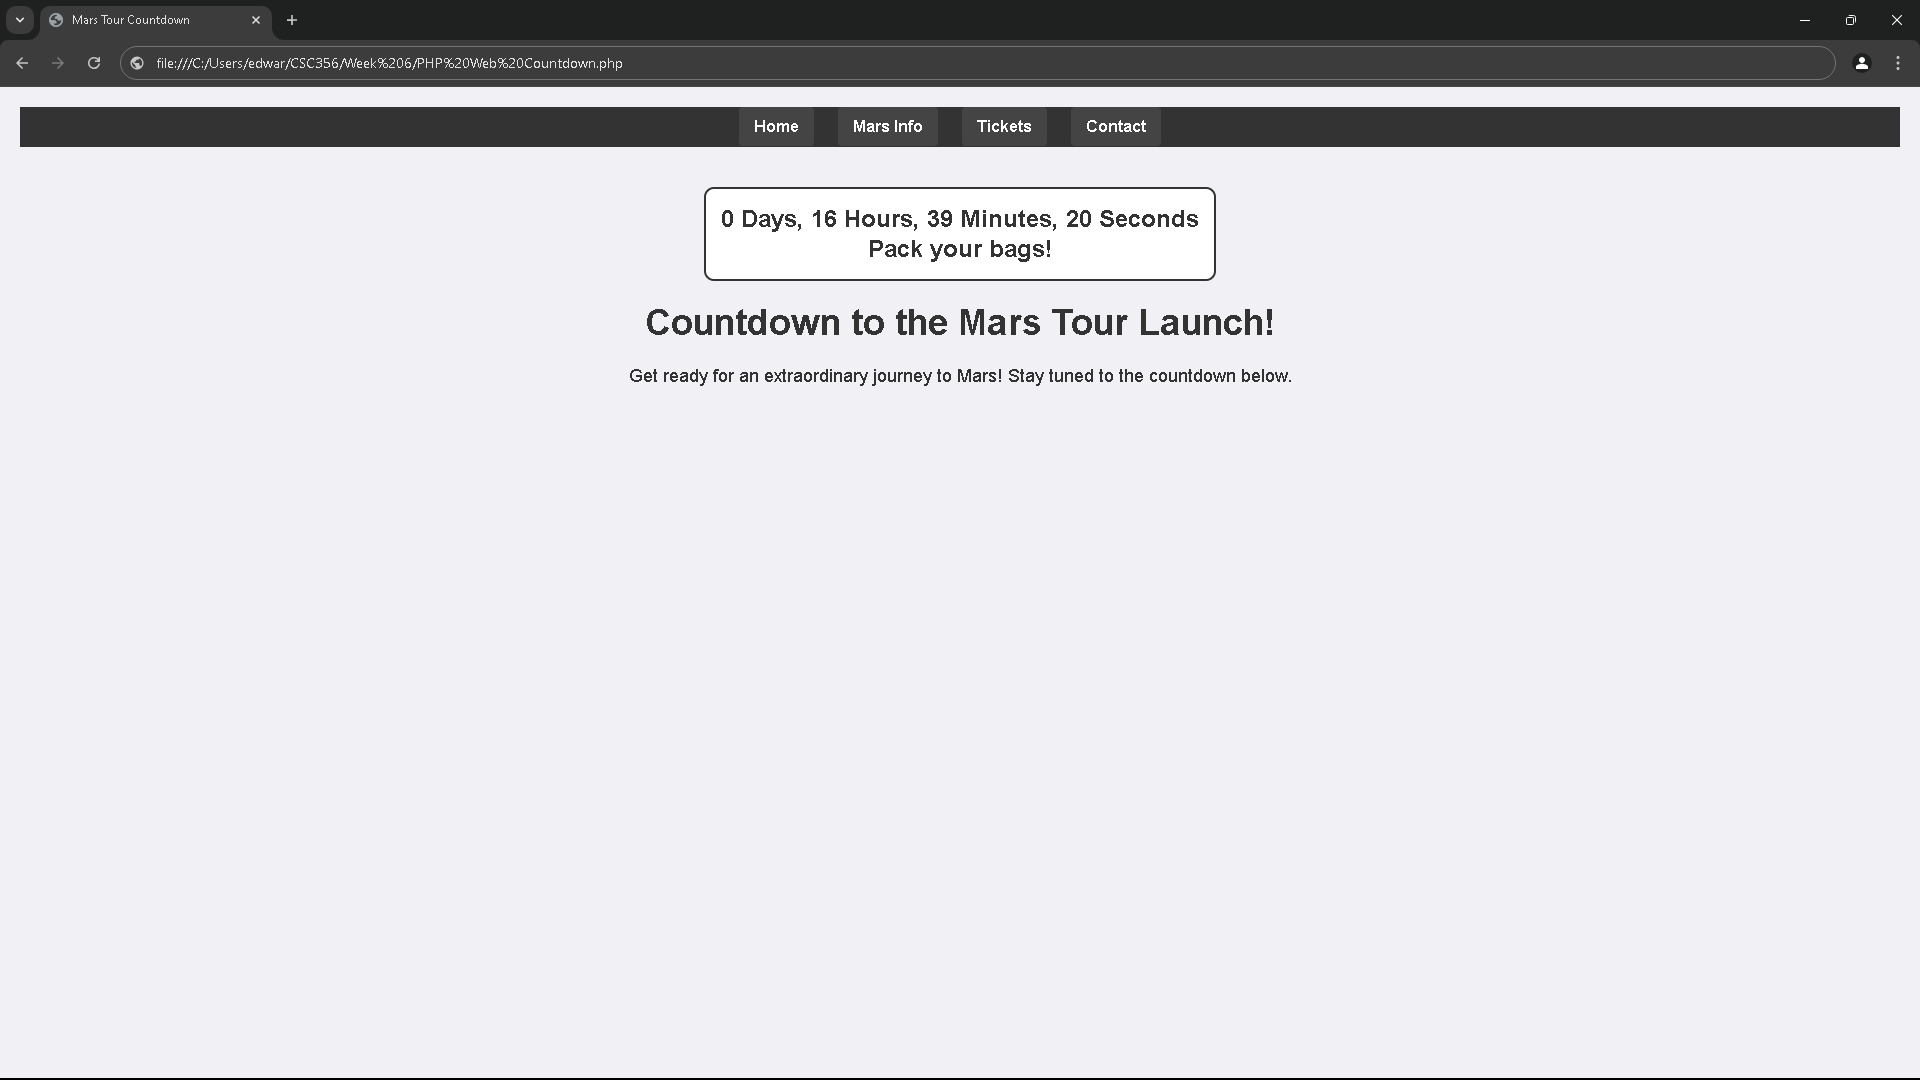 Mars Tour Countdown
file:///C:/Users/edwar/CSC356/Week%206/PHP%20Web%20Countdown.php
Home Mars Info Tickets Contact
0 Days, 16 Hours, 39 Minutes, 20 Seconds
Pack your bags!
Countdown to the Mars Tour Launch!
Get ready for an extraordinary journey to Mars! Stay tuned to the countdown below.